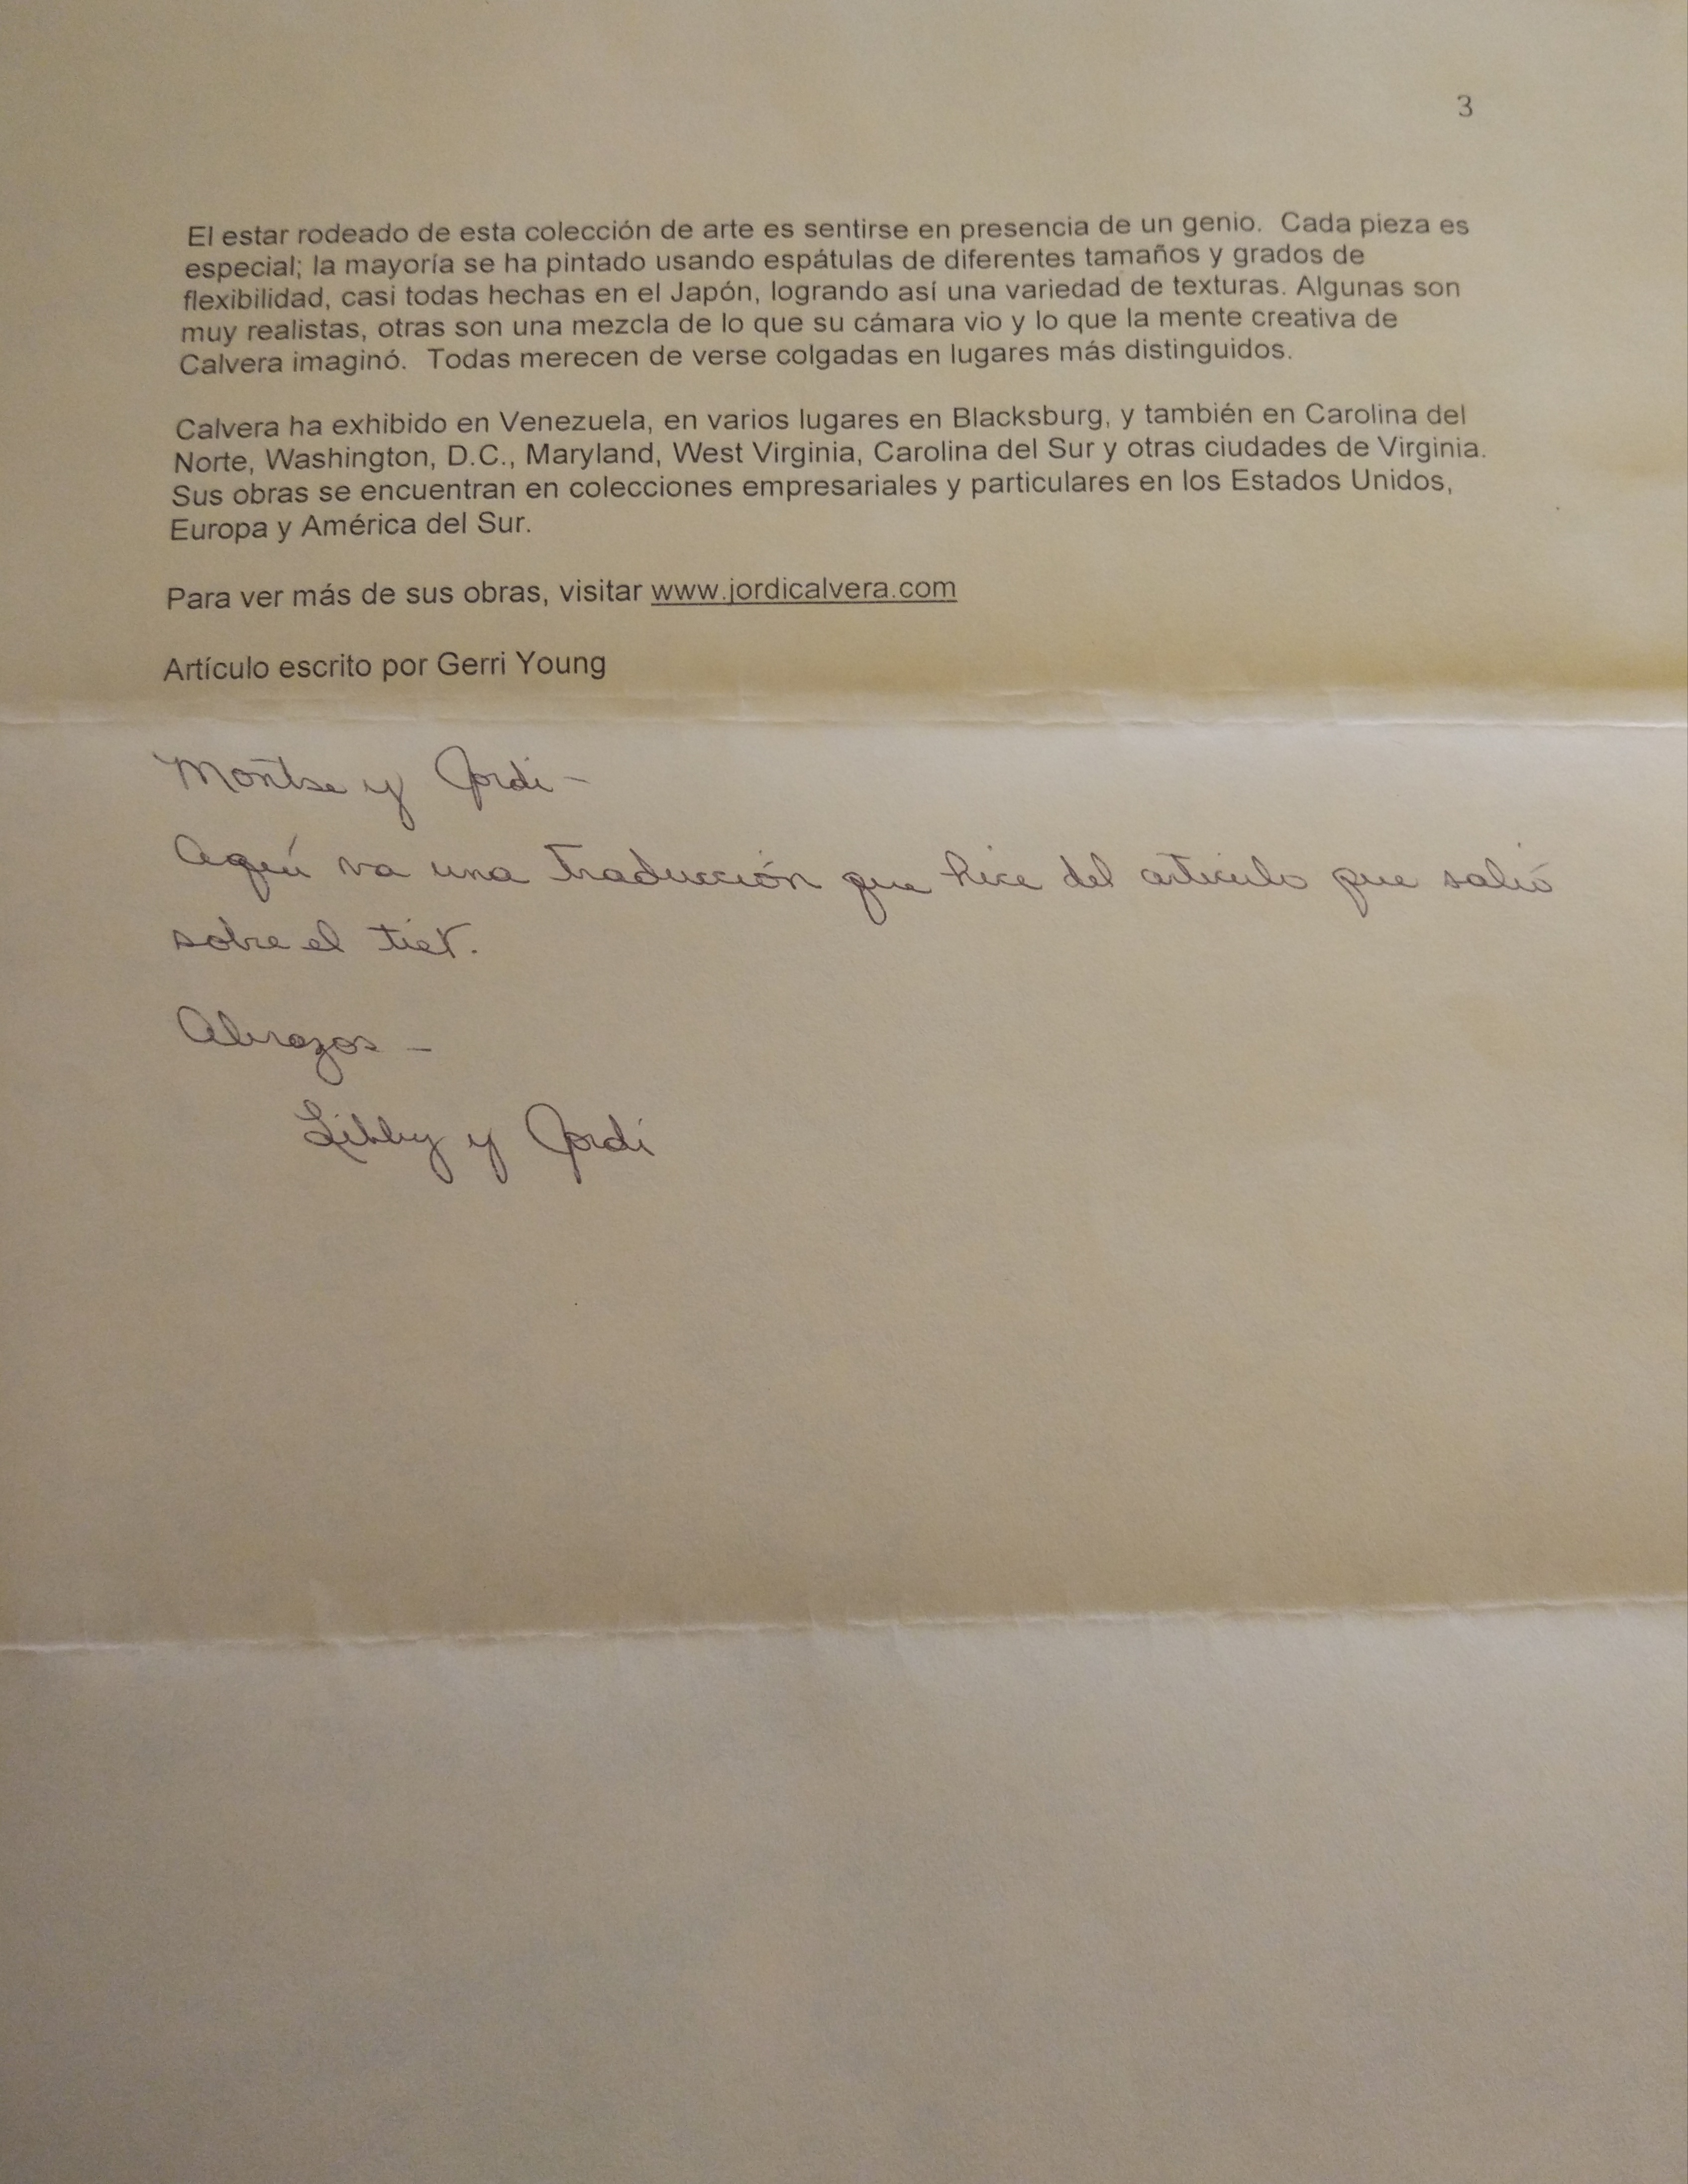 3
El estar rodeado de esta colección de arte es sentirse en presencia de un genio.  Cada pieza es
especial; la mayoría se ha pintado usando espátulas de diferentes tamaños y grados de
flexibilidad, casi todas hechas en el Japón, logrando así una variedad de texturas. Algunas son
muy realistas, otras son una mezcla de lo que su cámara vio y lo que la mente creativa de
Calvera imaginó.  Todas merecen de verse colgadas en lugares más distinguidos.
Calvera ha exhibido en Venezuela, en varios lugares en Blacksburg, y también en Carolina del
Norte, Washington, D.C., Maryland, West Virginia, Carolina del Sur y otras ciudades de Virginia.
Sus obras se encuentran en colecciones empresariales y particulares en los Estados Unidos,
Europa y América del Sur.
Para ver más de sus obras, visitar www.jordicalvera.com
Artículo escrito por Gerri Young
Montse y Jordi -
Aquí va una traducción que hice del artículo que salió
sobre el tiet.
Abrazos -
Libby y Jordi